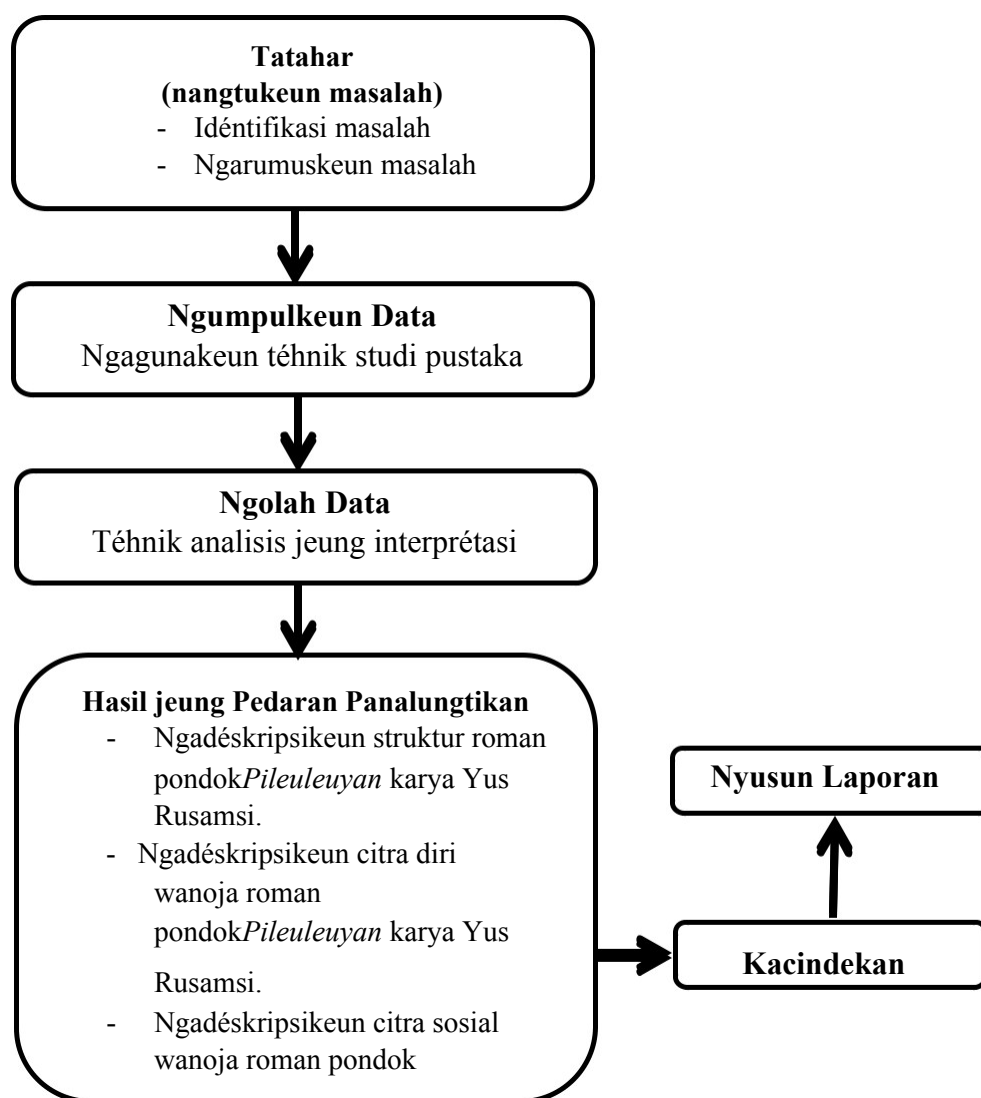 Tatahar
(nangtukeun masalah)
- Idéntifikasi masalah
- Ngarumuskeun masalah
Ngumpulkeun Data
Ngagunakeun téhnik studi pustaka
Ngolah Data
Téhnik analisis jeung interprétasi
Hasil jeung Pedaran Panalungtikan
- Ngadéskripsikeun struktur roman
pondokPileuleuyan karya Yus
Rusamsi.
- Ngadéskripsikeun citra diri
wanoja roman
pondokPileuleuyan karya Yus
Rusamsi.
- Ngadéskripsikeun citra sosial
wanoja roman pondok
Kacindekan
Nyusun Laporan